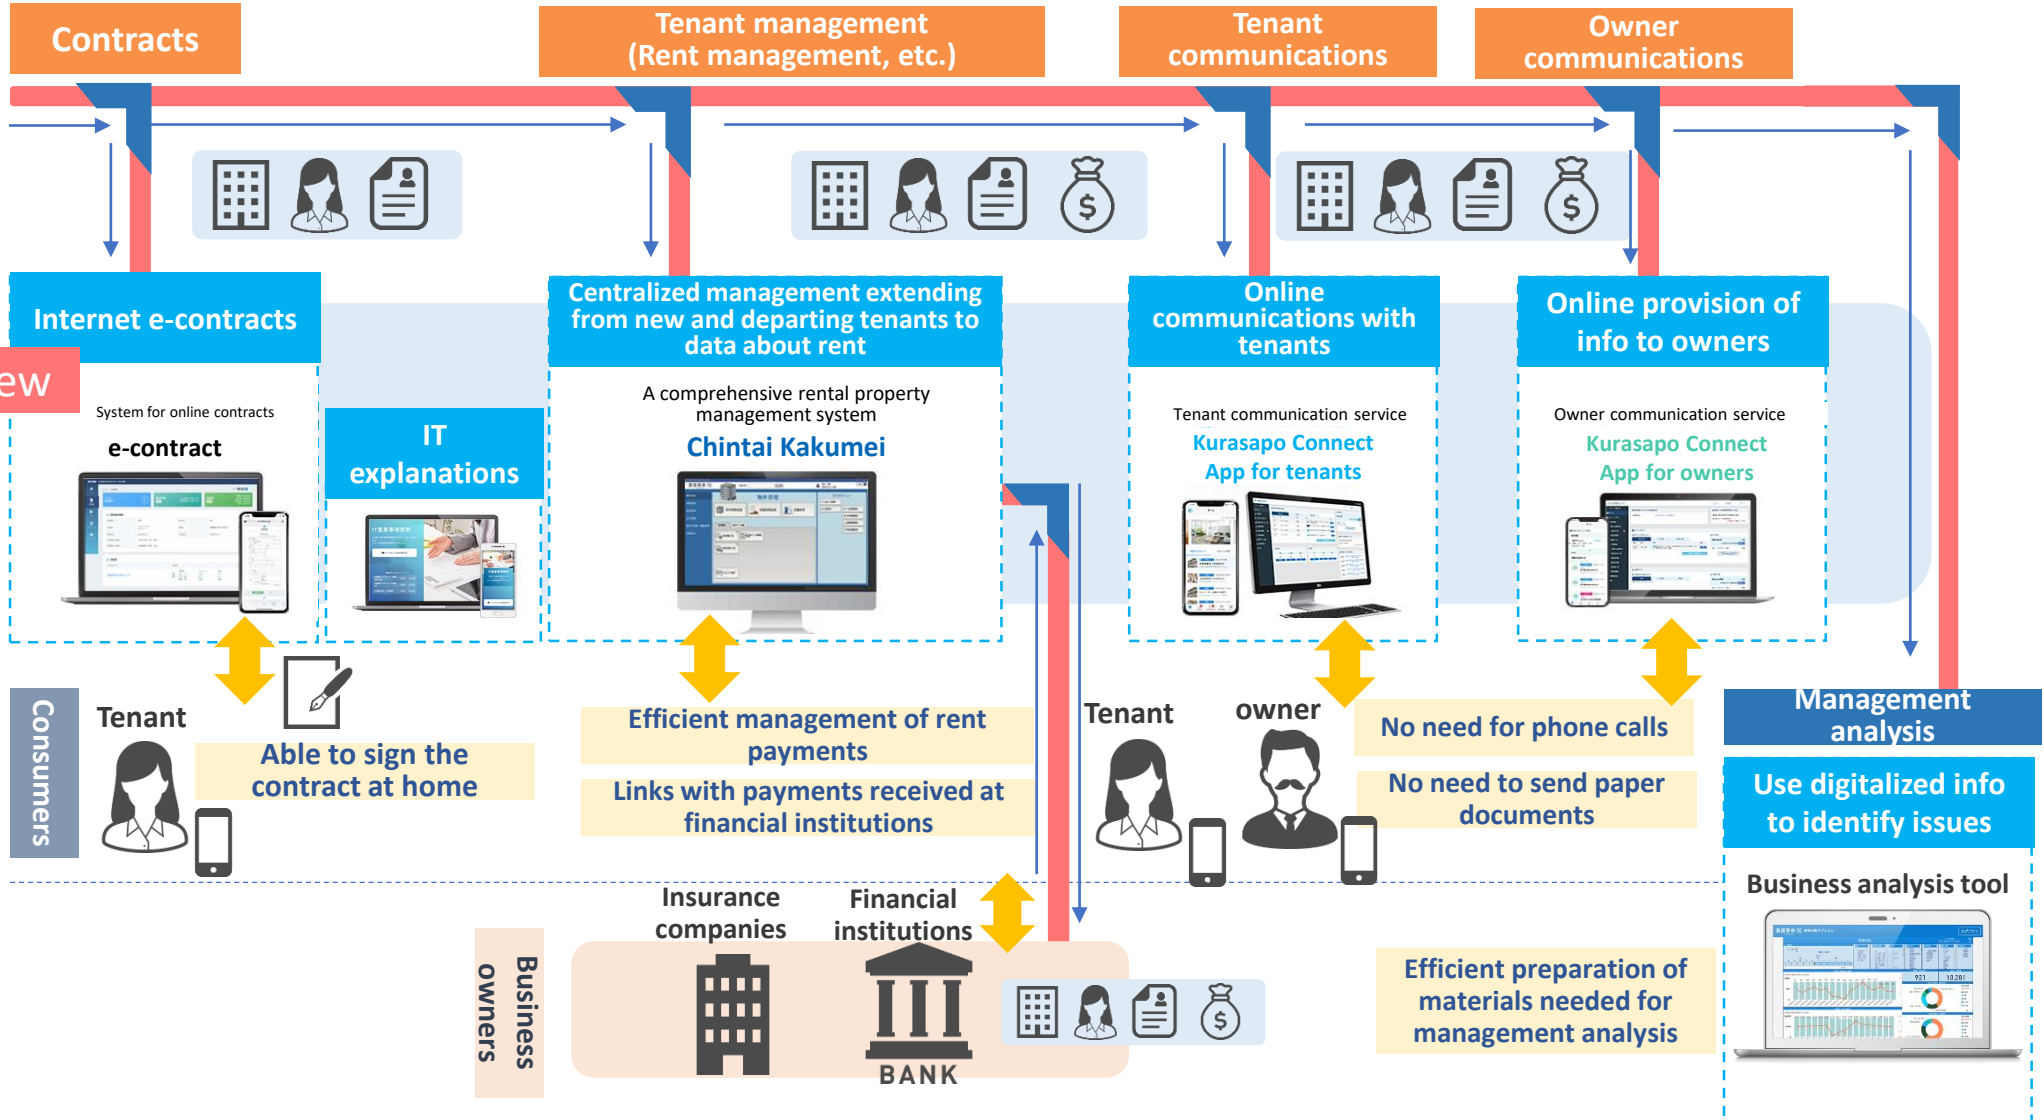 Contracts
Tenant management
(Rent management, etc.)
Tenant
communications
Owner
communications
Internet e-contracts
Centralized management extending
from new and departing tenants to
data about rent
Online
communications with
tenants
Online provision of
info to owners
ew
System for online contracts
e-contract
IT
explanations
A comprehensive rental property
management system
Chintai Kakumei
Tenant communication service
Kurasapo Connect
App for tenants
Owner communication service
Kurasapo Connect
App for owners
Consumers
Tenant
Able to sign the
contract at home
Efficient management of rent
payments
Links with payments received at
financial institutions
Tenant
owner
No need for phone calls
No need to send paper
documents
Management
analysis
Use digitalized info
to identify issues
Business analysis tool
921
10,201
Business
owners
Insurance
companies
Financial
institutions
BANK
Efficient preparation of
materials needed for
management analysis